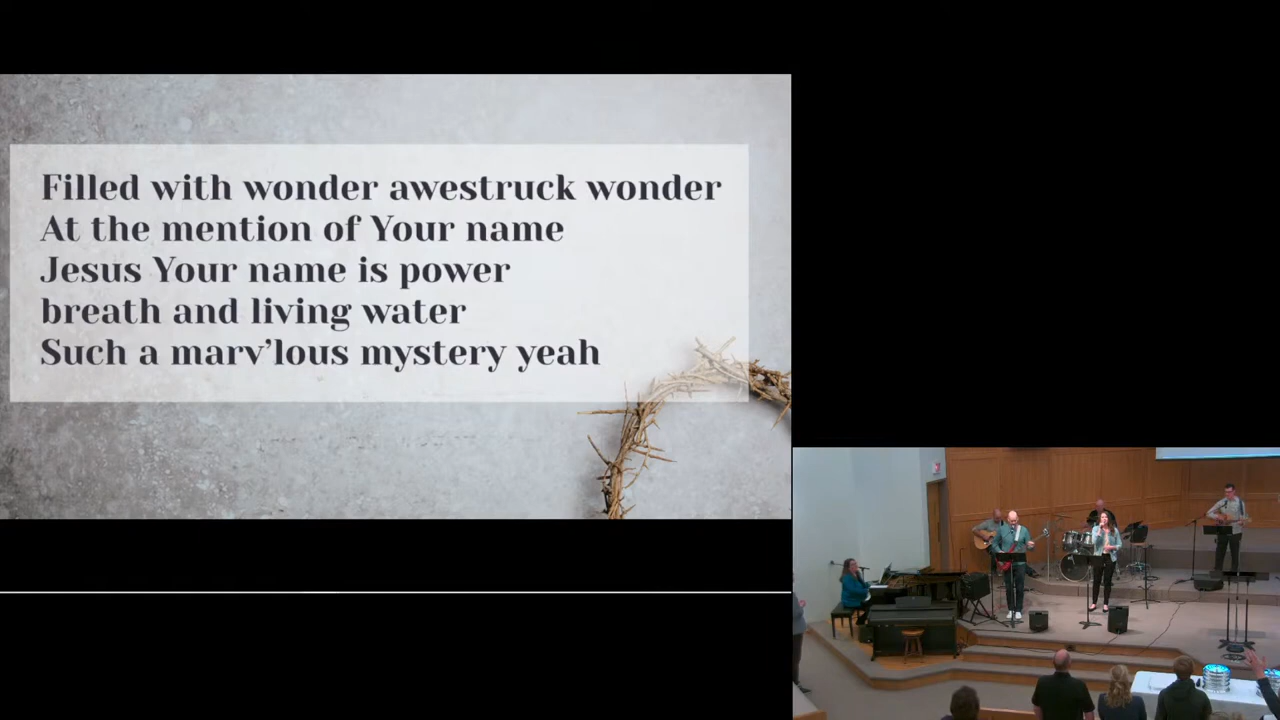 Filled with wonder awestruck wonder
At the mention of Your name
Jesus Your name is power
breath and living water
Such a marv’lous mystery yeah